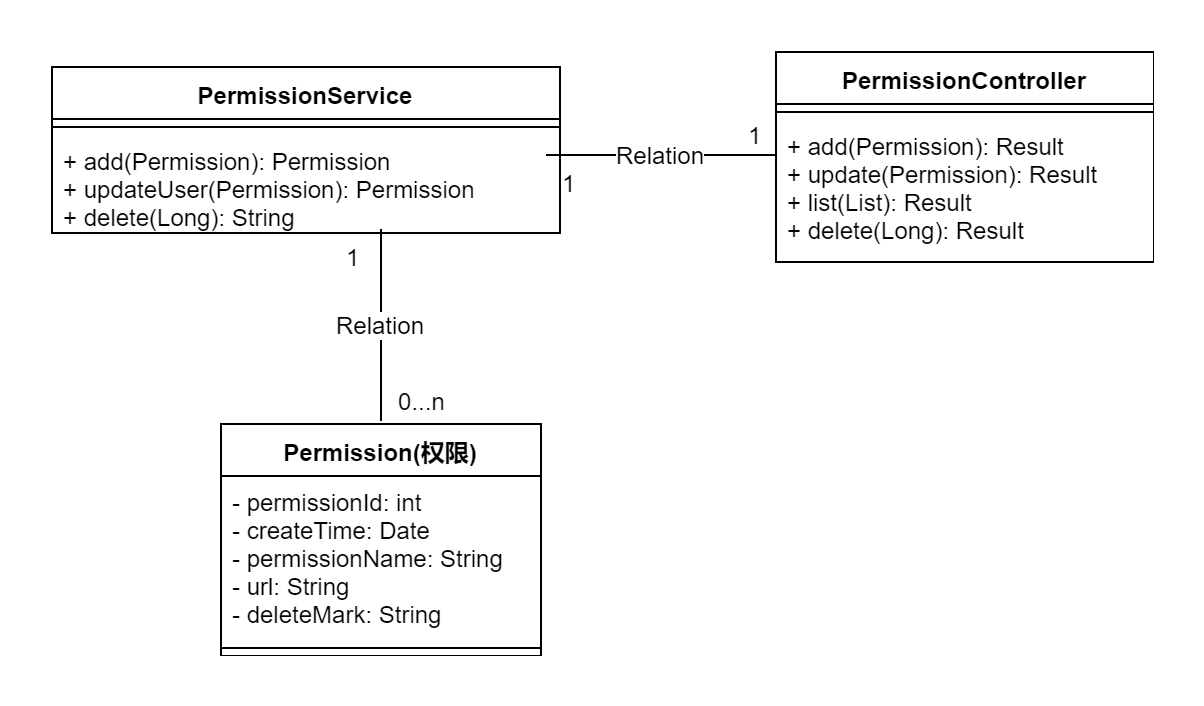 PermissionService
+ add(Permission): Permission
+ updateUser(Permission): Permission
+ delete(Long): String
PermissionController
+ add(Permission): Result
+ update(Permission): Result
+ list(List): Result
+ delete(Long): Result
1
Relation
1
1
Relation
0...n
Permission(权限)
- permissionId: int
- createTime: Date
- permissionName: String
- url: String
- deleteMark: String